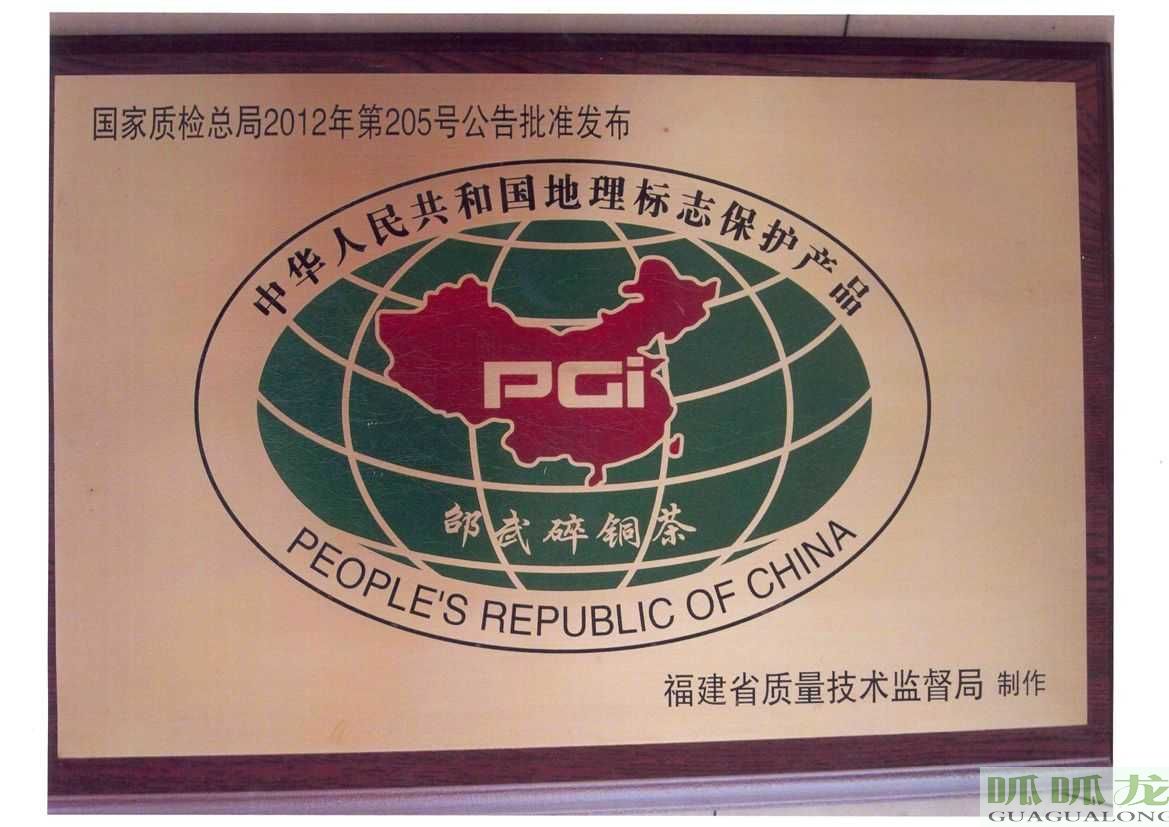 国家质检总局2012年第205号公告批准发布
中华人民共和国地理标志保护产品
PGi
邵武碎铜茶
PEOPLE'S REPUBLIC OF CHINA
福建省质量技术监督局 制作
呱呱龙
GUAGUALONG